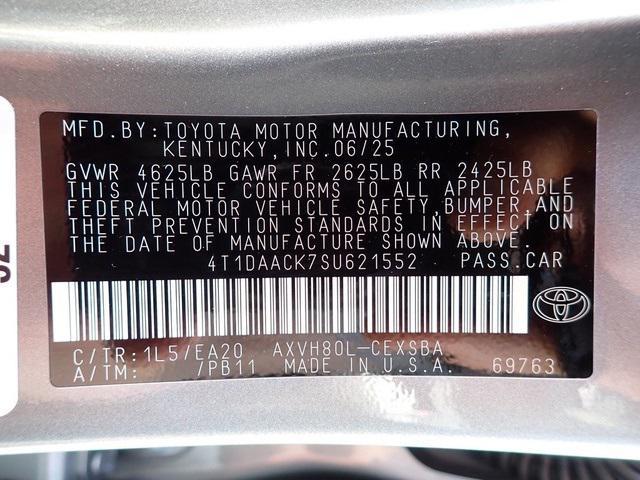 MFD.BY:TOYOTA MOTOR MANUFACTURING,
KENTUCKY,INC.06/25
GVWR 4625LB GAWR FR 2625LB RR 2425LB
THIS VEHICLE CONFORMS TO ALL APPLICABLE
FEDERAL MOTOR VEHICLE SAFETY,BUMPER,AND
THEFT PREVENTION STANDARDS IN EFFECT ON
THE DATE OF MANUFACTURE SHOWN ABOVE.
4T1DAACK7SU621552 PASS.CAR
C/TR:1L5/EA20 AXVH80L-CEXSBA
A/TM: /PB11 MADE IN U.S.A. 69763